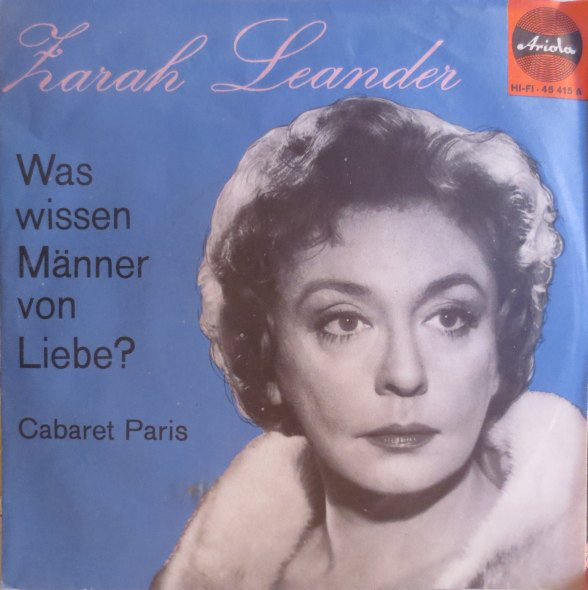 Zarah Leander
Ariola
HI-FI · 45 415 A
Was
wissen
Männer
von
Liebe?
Cabaret Paris